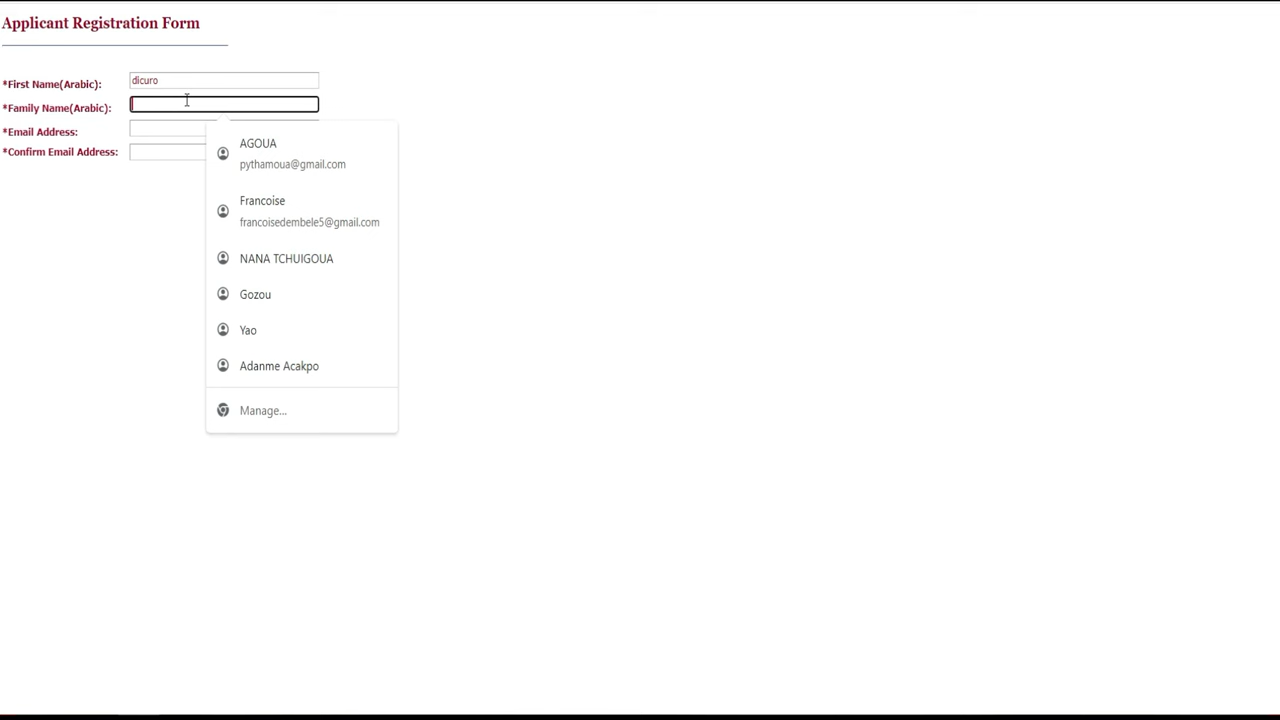 Applicant Registration Form
*First Name(Arabic): dicuro
*Family Name(Arabic):
*Email Address:
*Confirm Email Address:
AGOUA
pythamoua@gmail.com
Francoise
francoisedembele5@gmail.com
NANA TCHUIGOUA
Gozou
Yao
Adanme Acakpo
Manage...